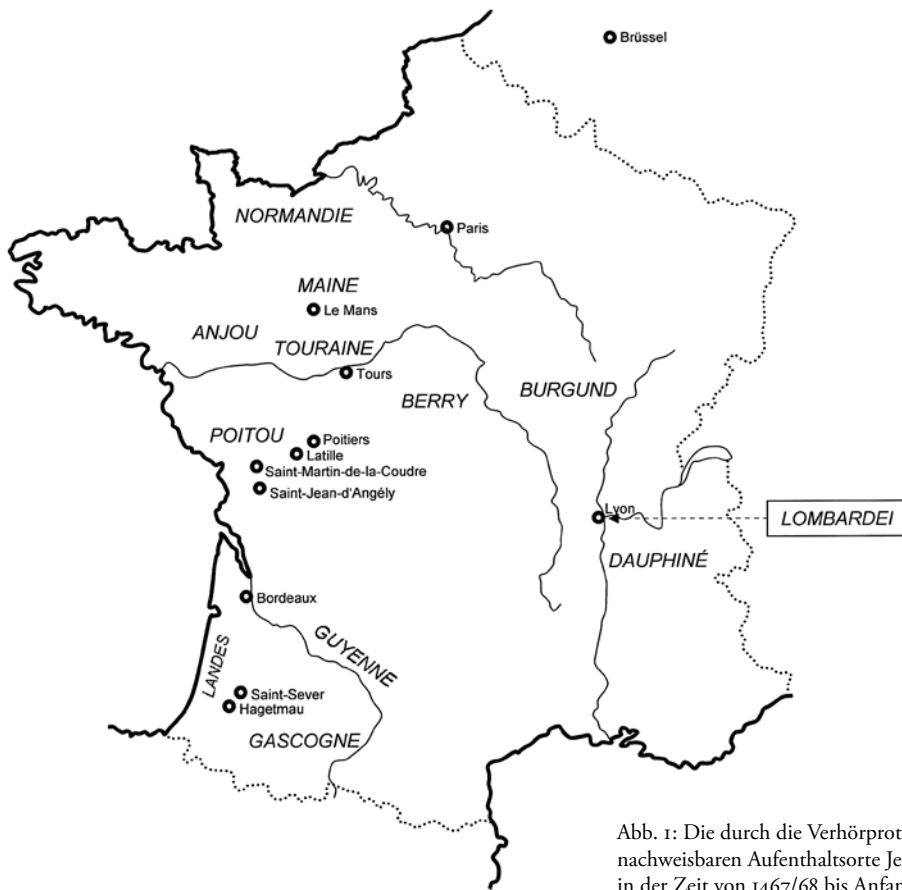 Brüssel
NORMANDIE
Paris
MAINE
Le Mans
ANJOU
TOURAINE
Tours
BERRY
BURGUND
POITOU
Poitiers
Latille
Saint-Martin-de-la-Coudre
Saint-Jean-d'Angély
Lyon
LOMBARDEI
DAUPHINÉ
Bordeaux
GUYENNE
LANDES
Saint-Sever
Hagetmau
GASCOGNE
Abb. 1: Die durch die Verhörprot
nachweisbaren Aufenthaltsorte Je
in der Zeit von 1467/68 bis Anfan